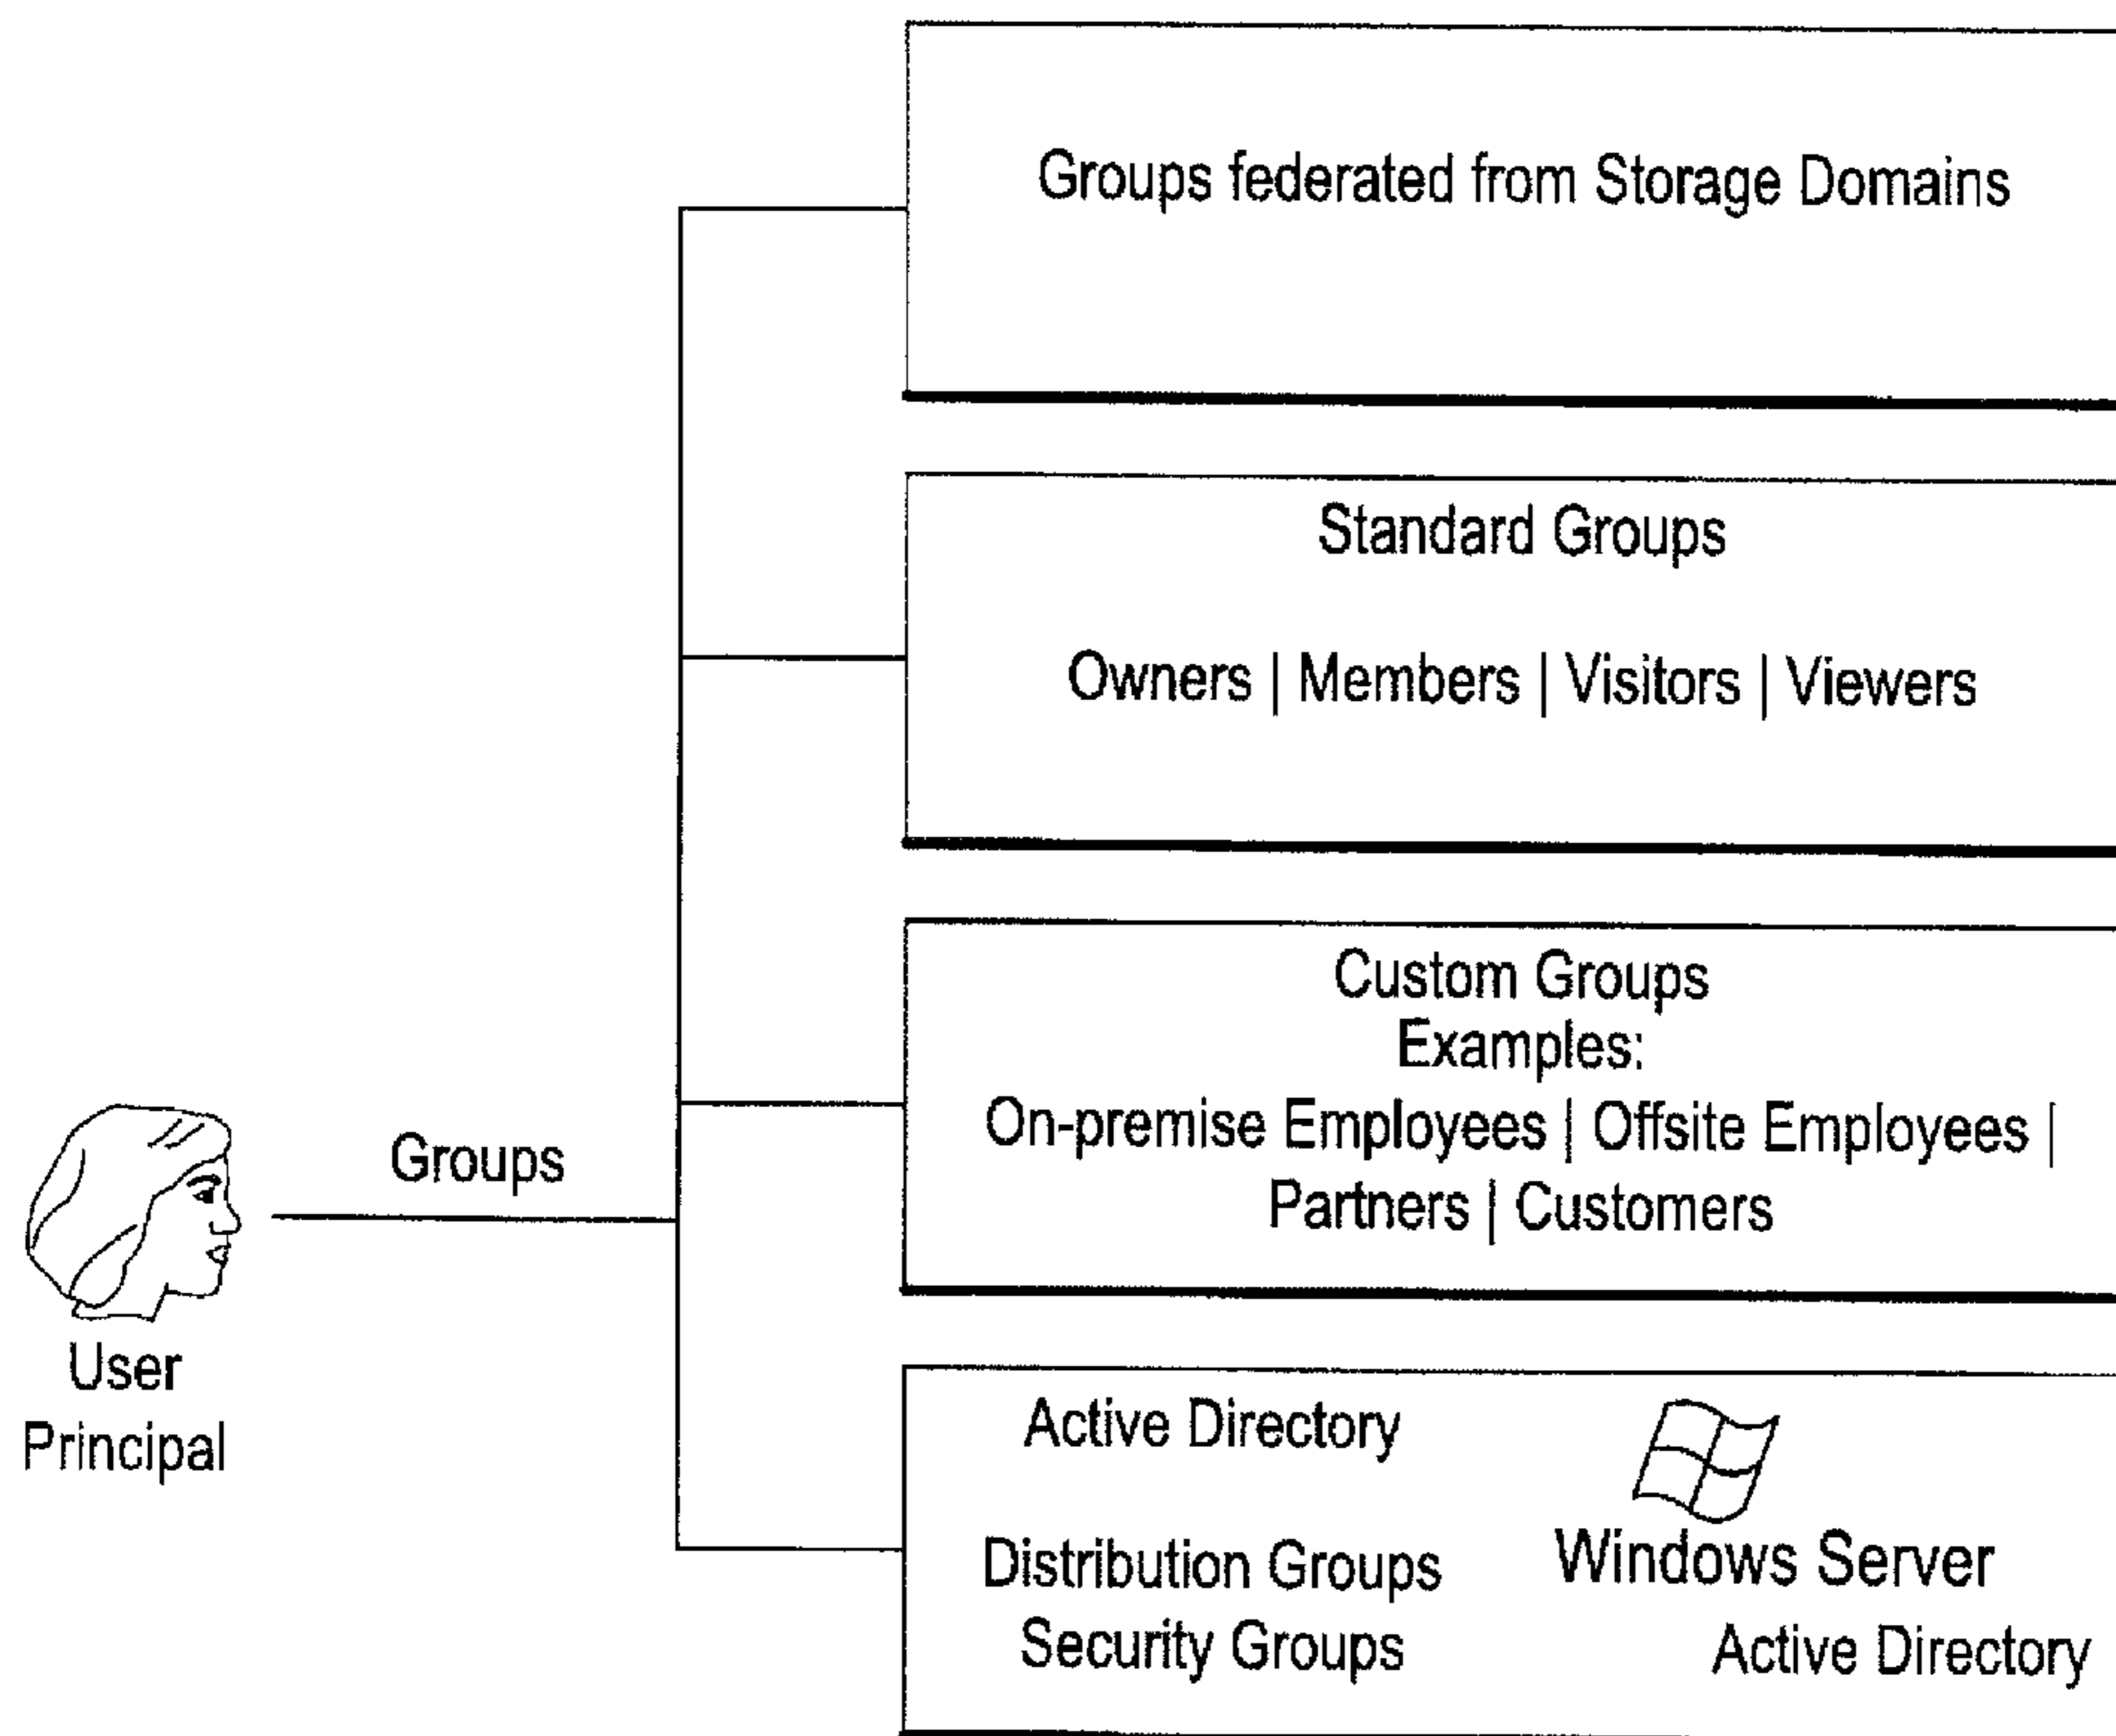 Groups federated from Storage Domains
Standard Groups
Owners | Members | Visitors | Viewers
Custom Groups
Examples:
On-premise Employees | Offsite Employees |
Partners | Customers
Groups
User
Principal
Active Directory
Distribution Groups
Security Groups
Windows Server
Active Directory